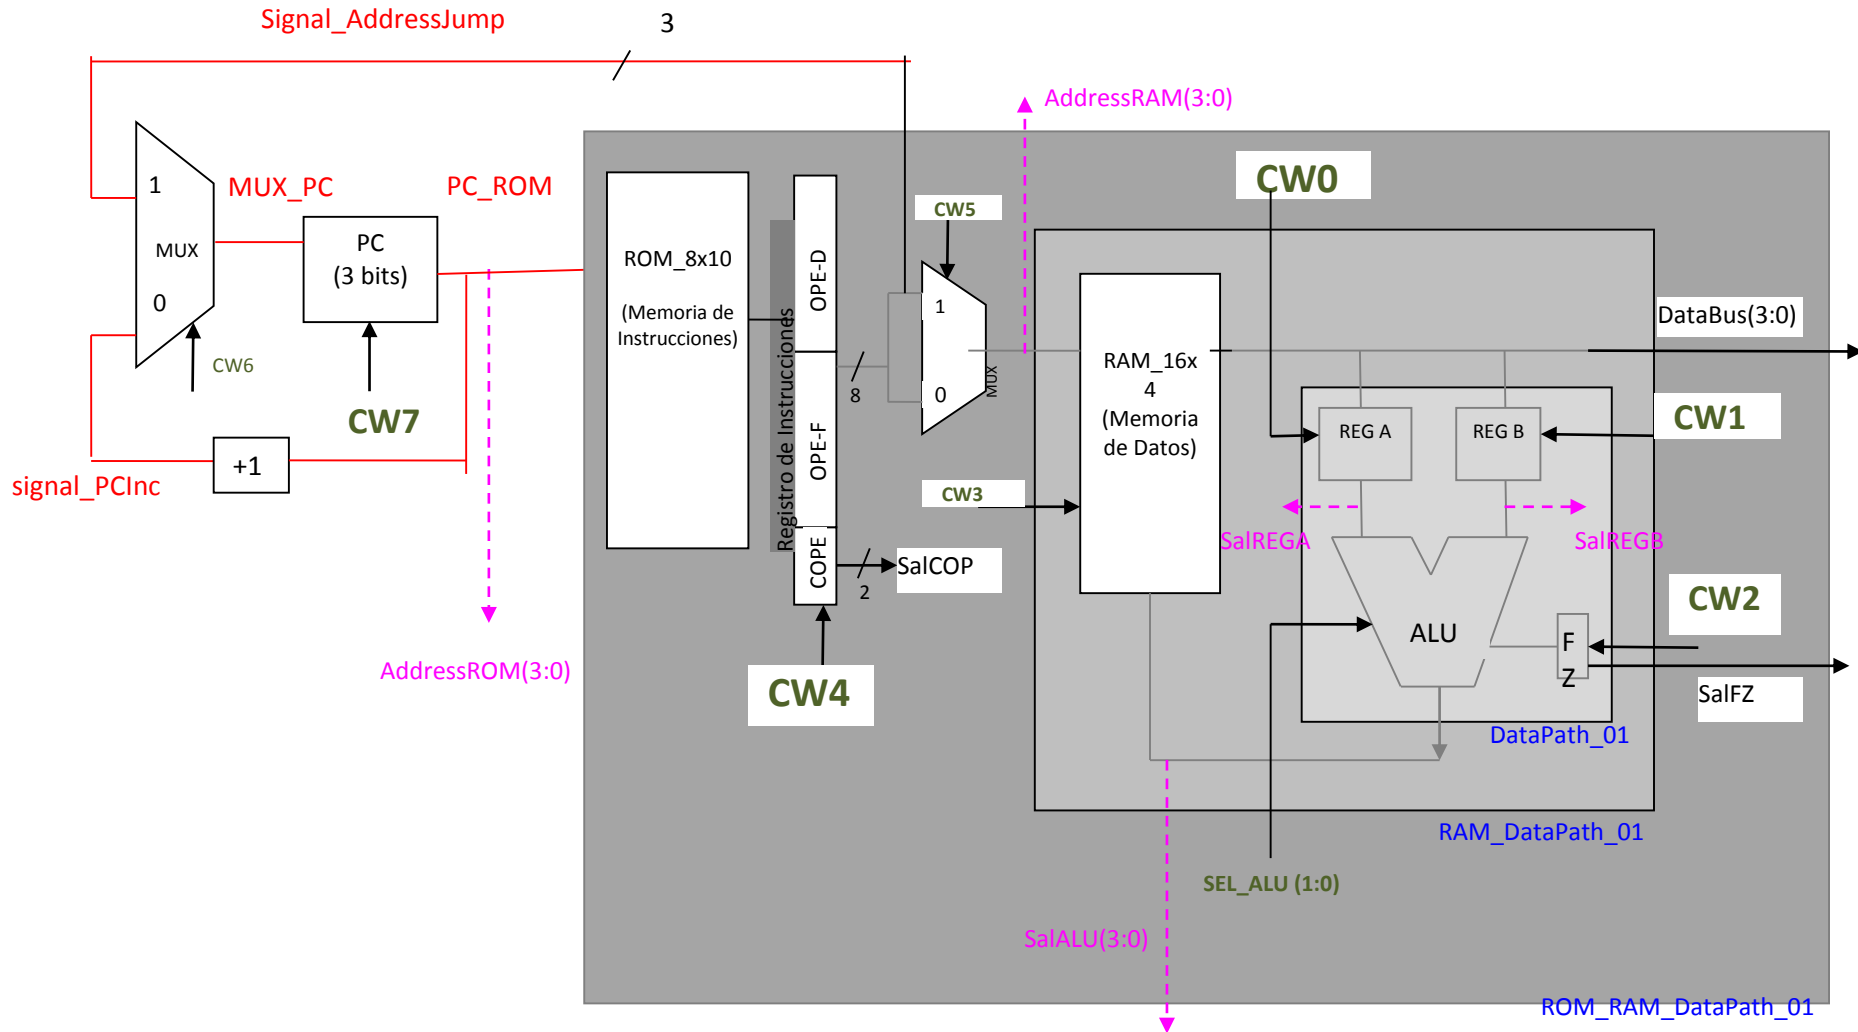 Signal_AddressJump
3
1
MUX
0
MUX_PC
PC_ROM
PC
(3 bits)
CW6
CW7
+1
signal_PCInc
AddressROM(3:0)
ROM_8x10
(Memoria de
Instrucciones)
Registro de Instrucciones
OPE-D
OPE-F
COPE
8
2
SalCOP
CW4
CW5
1
0
MUX
AddressRAM(3:0)
CW3
RAM_16x
4
(Memoria
de Datos)
CW0
REG A
REG B
CW1
DataBus(3:0)
SalREGA
SalREGB
ALU
F
Z
CW2
SalFZ
DataPath_01
RAM_DataPath_01
SEL_ALU (1:0)
SalALU(3:0)
ROM_RAM_DataPath_01